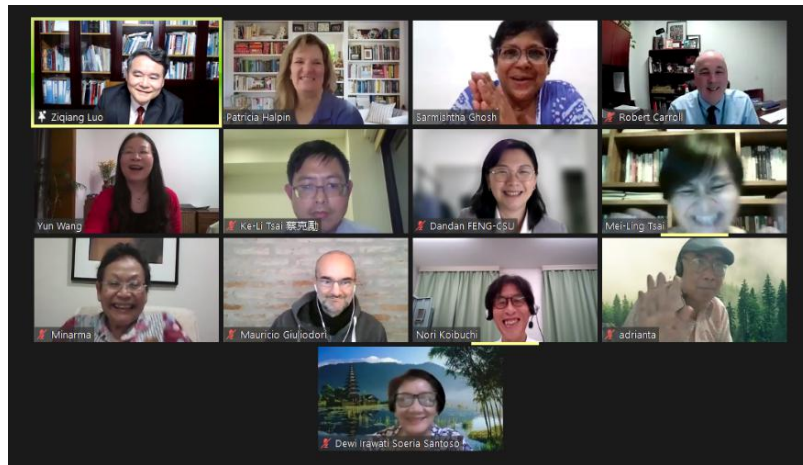 Ziqiang Luo
Patricia Halpin
Sarmishtha Ghosh
Robert Carroll
Yun Wang
Ke-Li Tsai 蔡克勵
Dandan FENG-CSU
Mei-Ling Tsai
Minarma
Mauricio Giuliodori
Nori Koibuchi
adrianta
Dewi Irawati Soeria Santoso